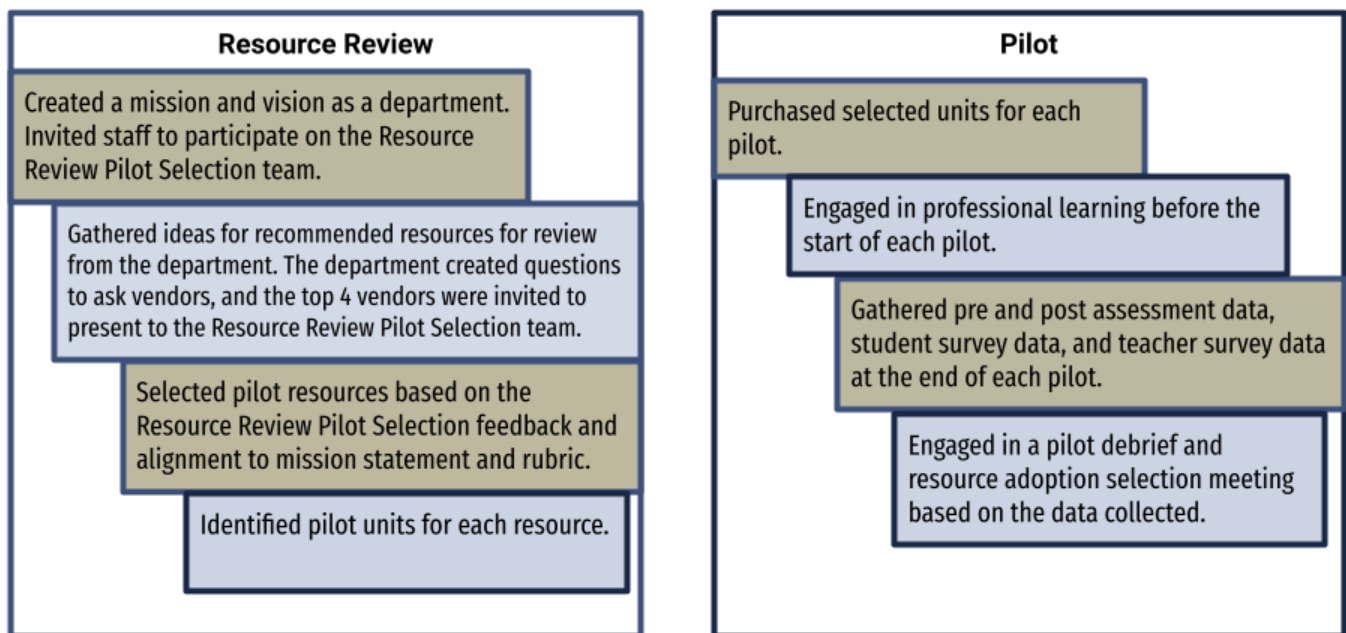 Resource Review
Created a mission and vision as a department.
Invited staff to participate on the Resource
Review Pilot Selection team.
Gathered ideas for recommended resources for review
from the department. The department created questions
to ask vendors, and the top 4 vendors were invited to
present to the Resource Review Pilot Selection team.
Selected pilot resources based on the
Resource Review Pilot Selection feedback and
alignment to mission statement and rubric.
Identified pilot units for each resource.
Pilot
Purchased selected units for each
pilot.
Engaged in professional learning before the
start of each pilot.
Gathered pre and post assessment data,
student survey data, and teacher survey data
at the end of each pilot.
Engaged in a pilot debrief and
resource adoption selection meeting
based on the data collected.